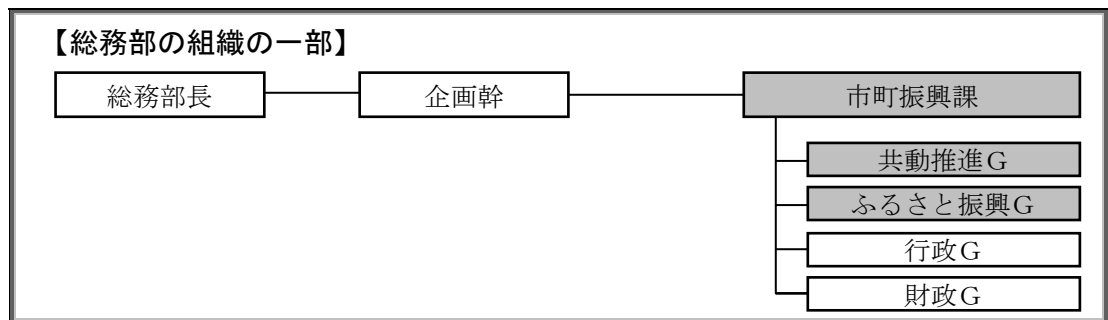 【総務部の組織の一部】
総務部長 企画幹 市町振興課
共動推進Ｇ
ふるさと振興Ｇ
行政Ｇ
財政Ｇ